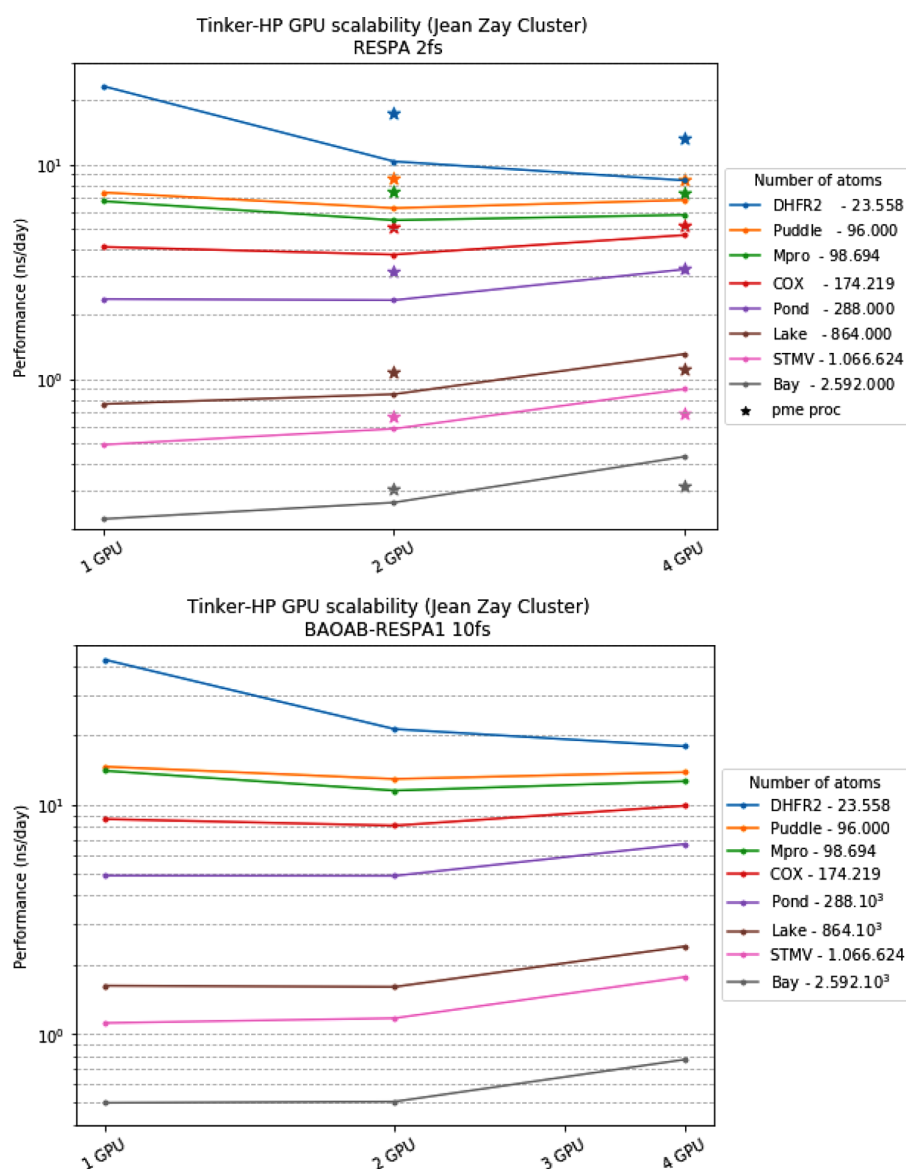 Tinker-HP GPU scalability (Jean Zay Cluster)
RESPA 2fs
Performance (ns/day)
10¹
10⁰
1 GPU
2 GPU
4 GPU
Number of atoms
DHFR2 - 23.558
Puddle - 96.000
Mpro - 98.694
COX - 174.219
Pond - 288.000
Lake - 864.000
STMV - 1.066.624
Bay - 2.592.000
pme proc
Tinker-HP GPU scalability (Jean Zay Cluster)
BAOAB-RESPA1 10fs
Performance (ns/day)
10¹
10⁰
1 GPU
2 GPU
3 GPU
4 GPU
Number of atoms
DHFR2 - 23.558
Puddle - 96.000
Mpro - 98.694
COX - 174.219
Pond - 288.10³
Lake - 864.10³
STMV - 1.066.624
Bay - 2.592.10³